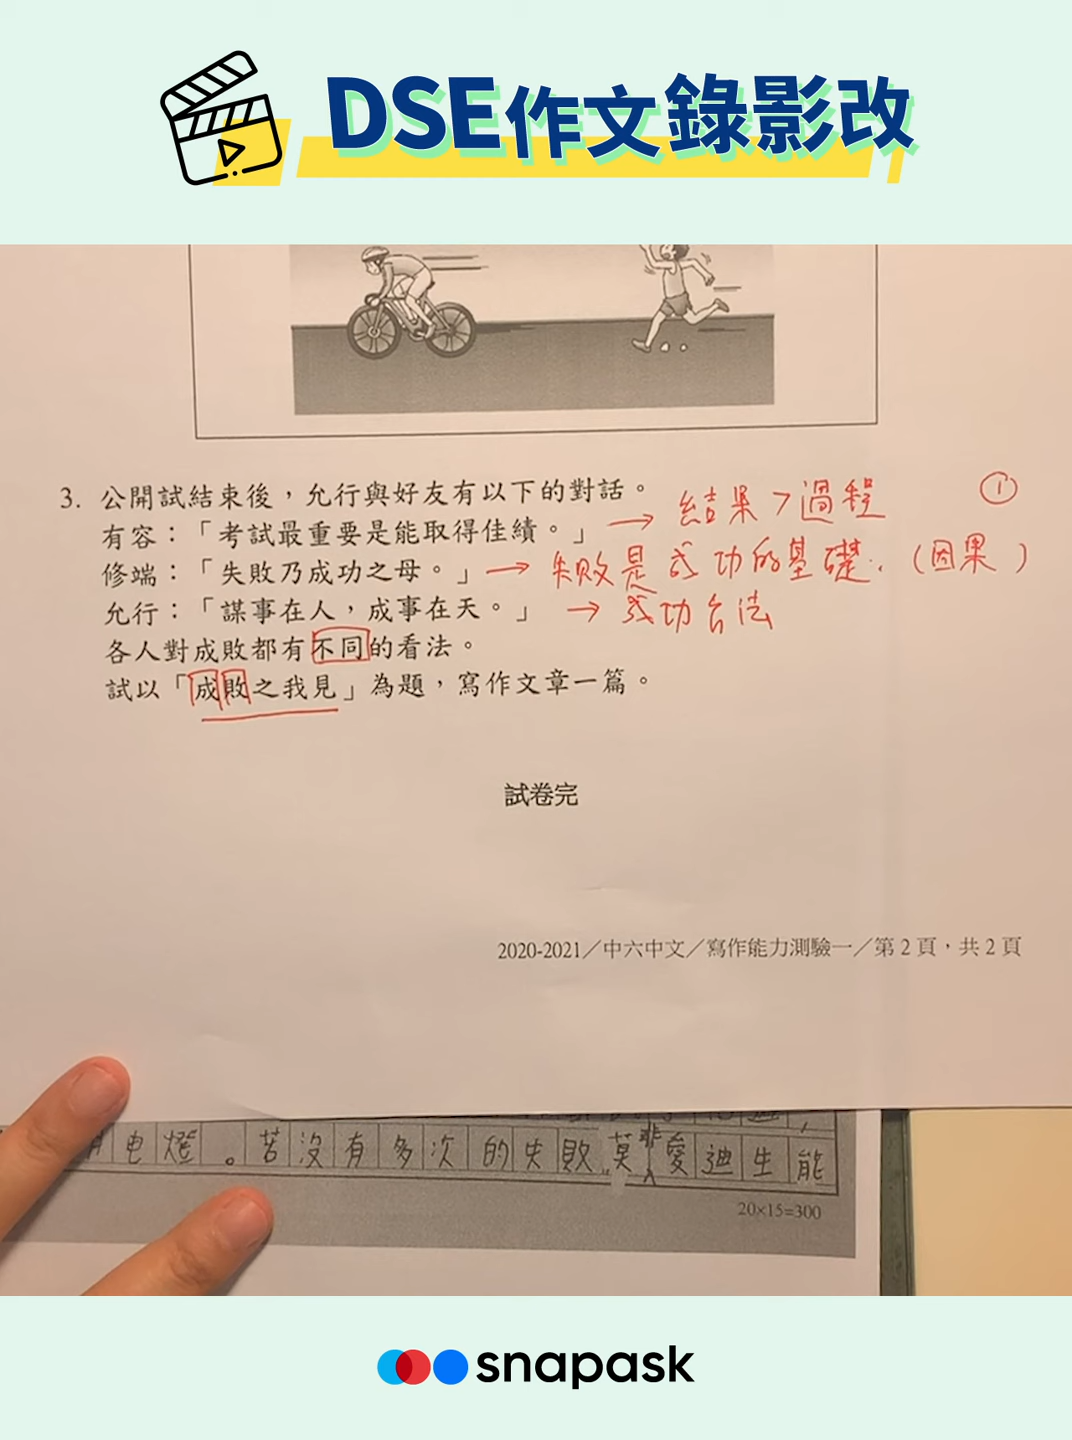 DSE作文錄影改
3. 公開試結束後，允行與好友有以下的對話。
有容：「考試最重要是能取得佳績。」→ 結果 > 過程 ①
修端：「失敗乃成功之母。」→ 失敗是成功的基礎. (因果)
允行：「謀事在人，成事在天。」→ 成功合法
各人對成敗都有不同的看法。
試以「成敗之我見」為題，寫作文章一篇。
試卷完
2020-2021／中六中文／寫作能力測驗一／第 2 頁，共 2 頁
电燈。苦沒有多次的失敗，莫非愛迪生能
20×15=300
snapask